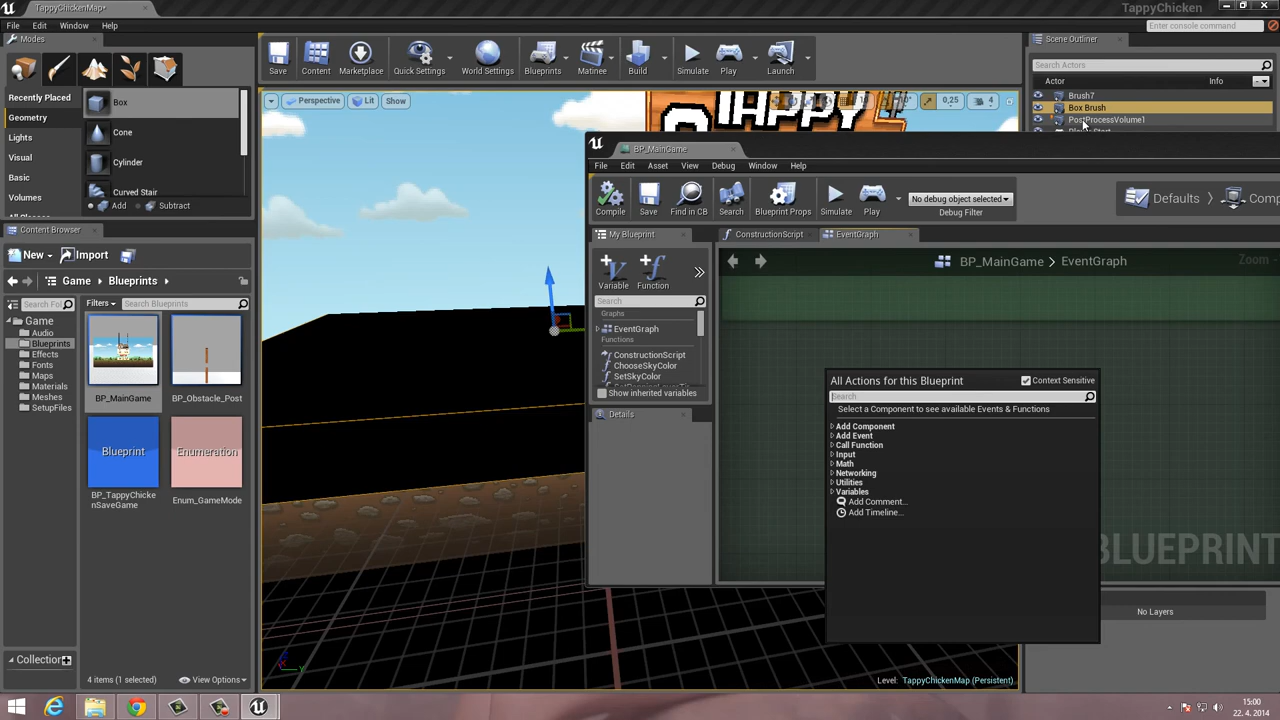 TappyChickenMap*
TappyChicken
File Edit Window Help
Enter console command
Modes
Save
Content
Marketplace
Quick Settings
World Settings
Blueprints
Matinee
Build
Simulate
Play
Launch
Scene Outliner
Search Actors
Actor Info
Brush7
Box Brush
PostProcessVolume1
Recently Placed
Geometry
Lights
Visual
Basic
Volumes
Box
Cone
Cylinder
Curved Stair
Add Subtract
Perspective Lit Show
10 10° 0,25 4
TAPPY
Content Browser
New Import
Game Blueprints
Filters Search Blueprints
Search Fol
Game
Audio
Blueprints
Effects
Fonts
Maps
Materials
Meshes
SetupFiles
BP_MainGame
BP_Obstacle_Post
Blueprint
Enumeration
BP_TappyChicke
nSaveGame
Enum_GameMode
Collection
4 items (1 selected)
View Options
BP_MainGame
File Edit Asset View Debug Window Help
Compile
Save
Find in CB
Search
Blueprint Props
Simulate
Play
No debug object selected
Debug Filter
Defaults
Comp
My Blueprint
Variable
Function
Search
Graphs
EventGraph
Functions
ConstructionScript
ChooseSkyColor
SetSkyColor
Show inherited variables
Details
ConstructionScript
EventGraph
BP_MainGame > EventGraph
Zoom
All Actions for this Blueprint
Context Sensitive
Search
Select a Component to see available Events & Functions
Add Component
Add Event
Call Function
Input
Math
Networking
Utilities
Variables
Add Comment...
Add Timeline...
BLUEPRINT
No Layers
Level: TappyChickenMap (Persistent)
15:00
22. 4. 2014